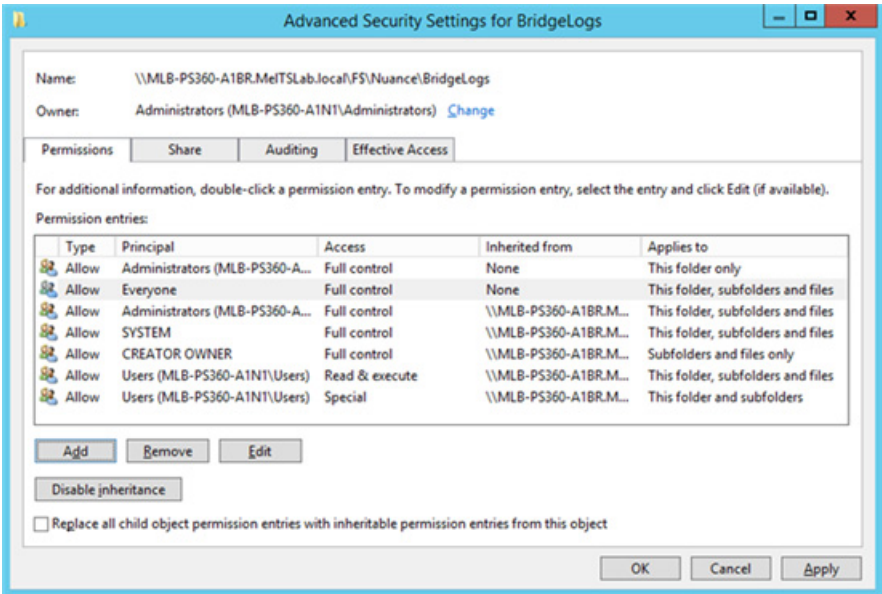 Advanced Security Settings for BridgeLogs
Name: \\MLB-PS360-A1BR.MeITSLab.local\F$\Nuance\BridgeLogs
Owner: Administrators (MLB-PS360-A1N1\Administrators) Change
Permissions Share Auditing Effective Access
For additional information, double-click a permission entry. To modify a permission entry, select the entry and click Edit (if available).
Permission entries:
Type Principal Access Inherited from Applies to
Allow Administrators (MLB-PS360-A... Full control None This folder only
Allow Everyone Full control None This folder, subfolders and files
Allow Administrators (MLB-PS360-A... Full control \\MLB-PS360-A1BR.M... This folder, subfolders and files
Allow SYSTEM Full control \\MLB-PS360-A1BR.M... This folder, subfolders and files
Allow CREATOR OWNER Full control \\MLB-PS360-A1BR.M... Subfolders and files only
Allow Users (MLB-PS360-A1N1\Users) Read & execute \\MLB-PS360-A1BR.M... This folder, subfolders and files
Allow Users (MLB-PS360-A1N1\Users) Special \\MLB-PS360-A1BR.M... This folder and subfolders
Add Remove Edit
Disable inheritance
Replace all child object permission entries with inheritable permission entries from this object
OK Cancel Apply